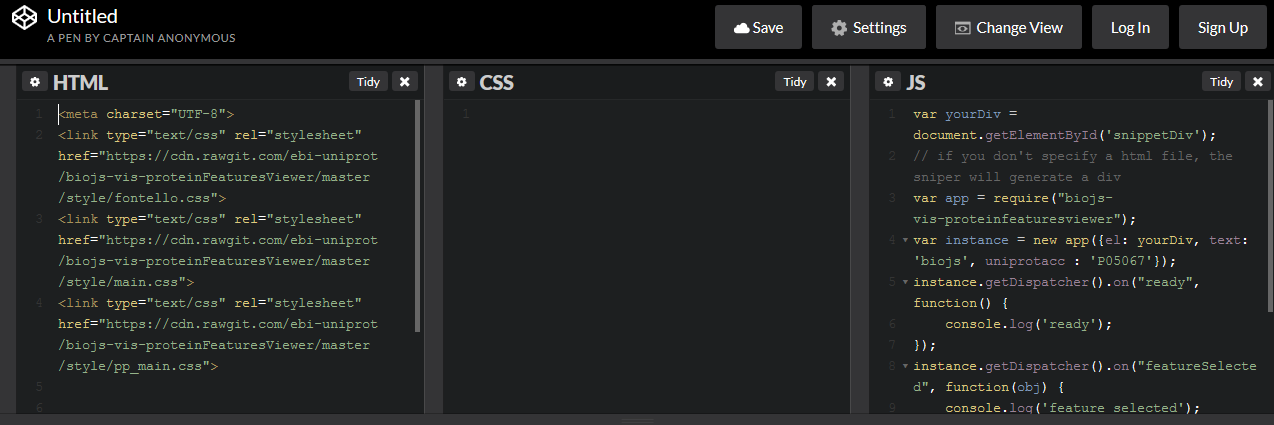 Untitled
A PEN BY CAPTAIN ANONYMOUS
Save
Settings
Change View
Log In
Sign Up
HTML
Tidy
1 <meta charset="UTF-8">
2 <link type="text/css" rel="stylesheet"
href="https://cdn.rawgit.com/ebi-uniprot
/biojs-vis-proteinFeaturesViewer/master
/style/fontello.css">
3 <link type="text/css" rel="stylesheet"
href="https://cdn.rawgit.com/ebi-uniprot
/biojs-vis-proteinFeaturesViewer/master
/style/main.css">
4 <link type="text/css" rel="stylesheet"
href="https://cdn.rawgit.com/ebi-uniprot
/biojs-vis-proteinFeaturesViewer/master
/style/pp_main.css">
5
6
CSS
Tidy
1
JS
Tidy
1 var yourDiv =
document.getElementById('snippetDiv');
2 // if you don't specify a html file, the
sniper will generate a div
3 var app = require("biojs-
vis-proteinfeaturesviewer");
4 var instance = new app({el: yourDiv, text:
'biojs', uniprotacc : 'P05067'});
5 instance.getDispatcher().on("ready",
function() {
6 console.log('ready');
7 });
8 instance.getDispatcher().on("featureSelecte
d", function(obj) {
9 console.log('feature selected');